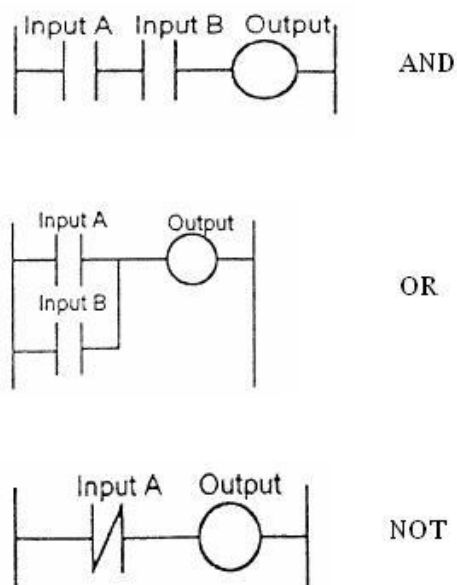 Input A Input B Output
AND
Input A Output
Input B
OR
Input A Output
NOT